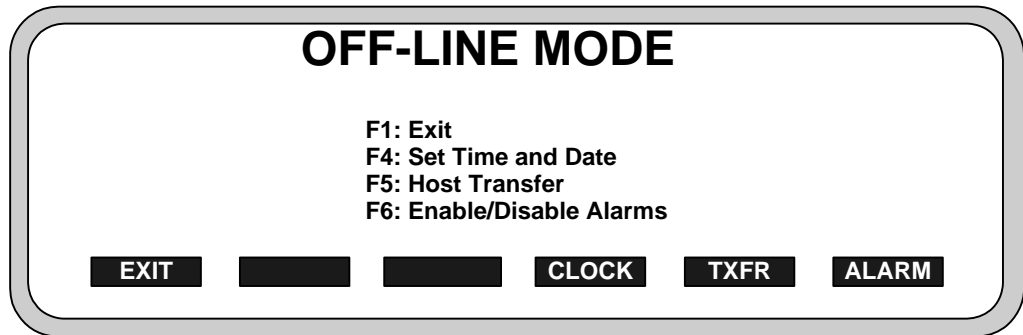 OFF-LINE MODE
F1: Exit
F4: Set Time and Date
F5: Host Transfer
F6: Enable/Disable Alarms
EXIT CLOCK TXFR ALARM